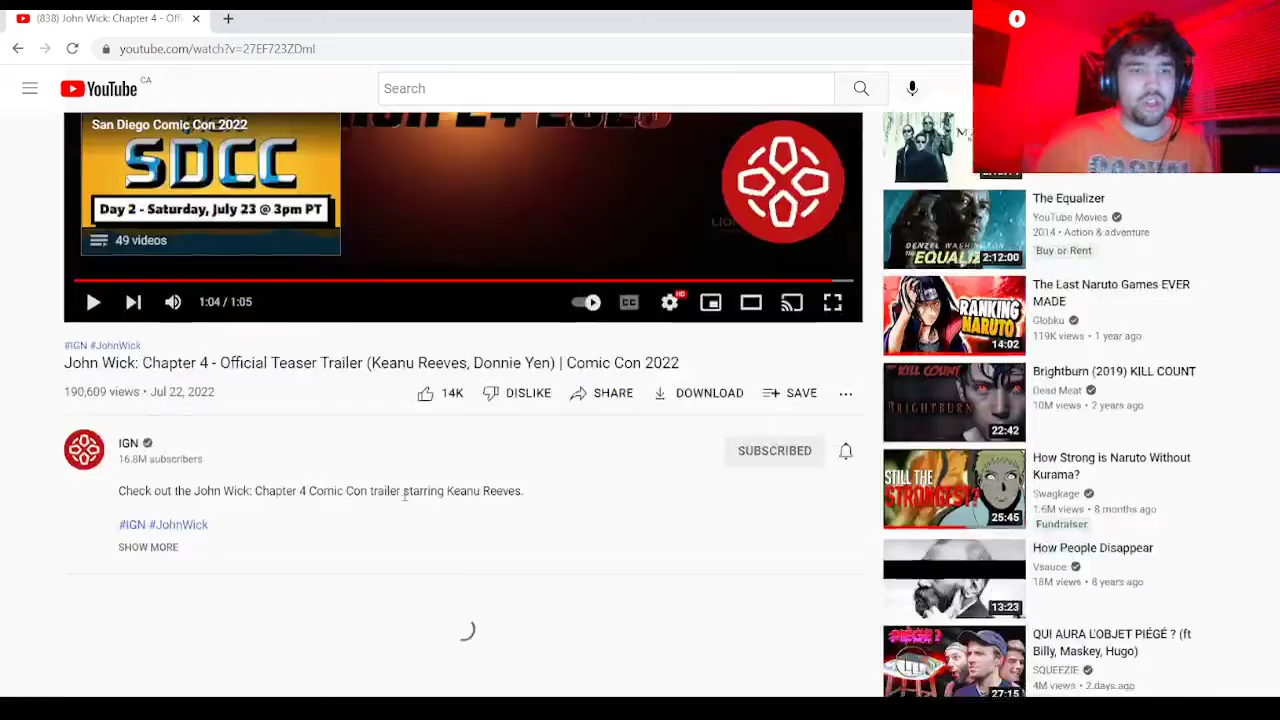 (838) John Wick: Chapter 4 - Offi
youtube.com/watch?v=27EF723ZDmI
YouTube CA
Search
San Diego Comic Con 2022
SDCC
Day 2 - Saturday, July 23 @ 3pm PT
49 videos
1:04 / 1:05
CC
HD
#IGN #JohnWick
John Wick: Chapter 4 - Official Teaser Trailer (Keanu Reeves, Donnie Yen) | Comic Con 2022
190,609 views • Jul 22, 2022
14K
DISLIKE
SHARE
DOWNLOAD
SAVE
IGN
16.8M subscribers
SUBSCRIBED
Check out the John Wick: Chapter 4 Comic Con trailer starring Keanu Reeves.
#IGN #JohnWick
SHOW MORE
DENZEL WASHINGTON
THE EQUALIZ
2:12:00
The Equalizer
YouTube Movies
2014 • Action & adventure
Buy or Rent
RANKING
NARUTO
14:02
The Last Naruto Games EVER
MADE
Globku
119K views • 1 year ago
KILL COUNT
BRIGHTBURN
22:42
Brightburn (2019) KILL COUNT
Dead Meat
10M views • 2 years ago
STILL THE
STRONGEST?
25:45
How Strong is Naruto Without
Kurama?
Swagkage
1.6M views • 8 months ago
Fundraiser
13:23
How People Disappear
Vsauce
18M views • 8 years ago
27:15
QUI AURA L'OBJET PIÉGÉ ? (ft
Billy, Maskey, Hugo)
SQUEEZIE
4M views • 2 days ago